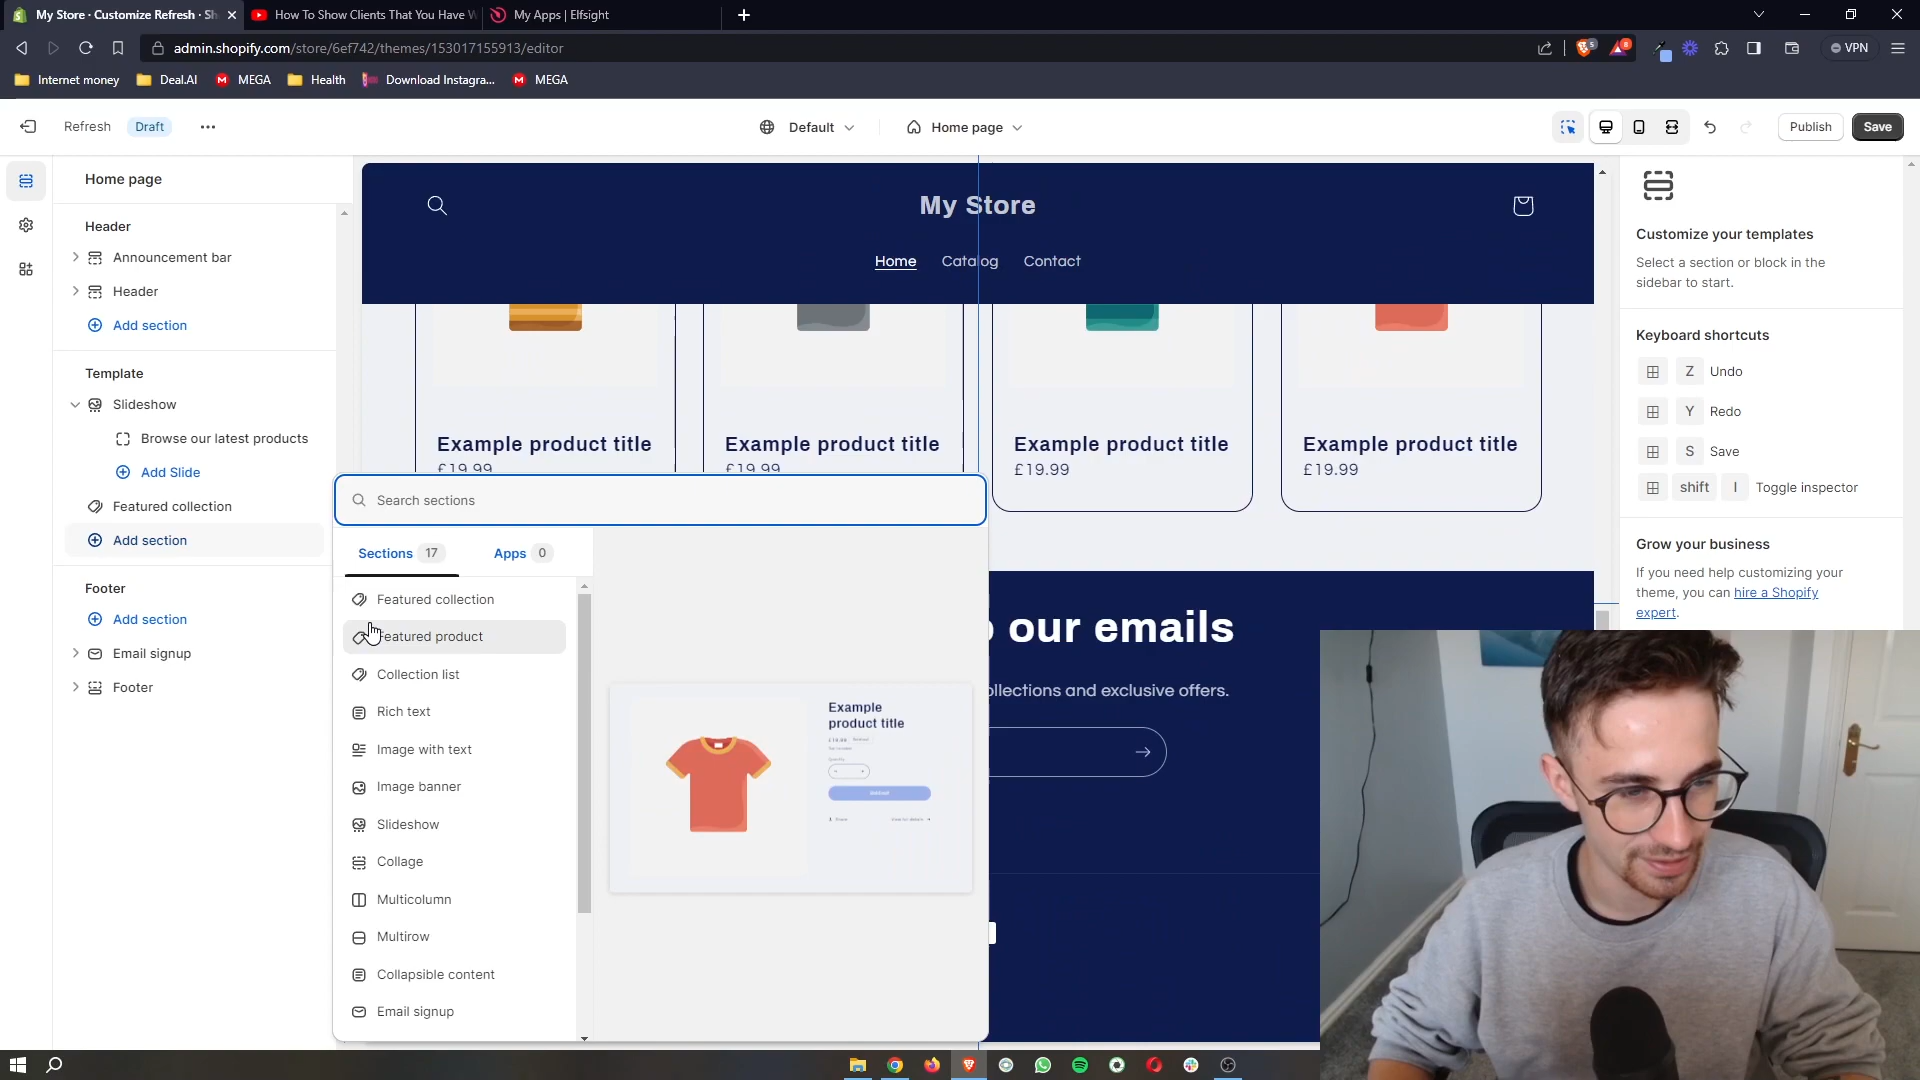 My Store · Customize Refresh · Sh
How To Show Clients That You Have W
My Apps | Elfsight
admin.shopify.com/store/6ef742/themes/153017155913/editor
VPN
Internet money
Deal.AI
MEGA
Health
Download Instagra...
MEGA
Refresh
Draft
Default
Home page
Publish
Save
Home page
Header
Announcement bar
Header
Add section
Template
Slideshow
Browse our latest products
Add Slide
Featured collection
Add section
Footer
Add section
Email signup
Footer
My Store
Home
Catalog
Contact
Example product title
£19.99
Example product title
£19.99
Example product title
£19.99
Example product title
£19.99
Search sections
Sections 17
Apps 0
Featured collection
Featured product
Collection list
Rich text
Image with text
Image banner
Slideshow
Collage
Multicolumn
Multirow
Collapsible content
Email signup
Example
product title
our emails
ollections and exclusive offers.
Customize your templates
Select a section or block in the
sidebar to start.
Keyboard shortcuts
Z Undo
Y Redo
S Save
shift I Toggle inspector
Grow your business
If you need help customizing your
theme, you can hire a Shopify
expert.